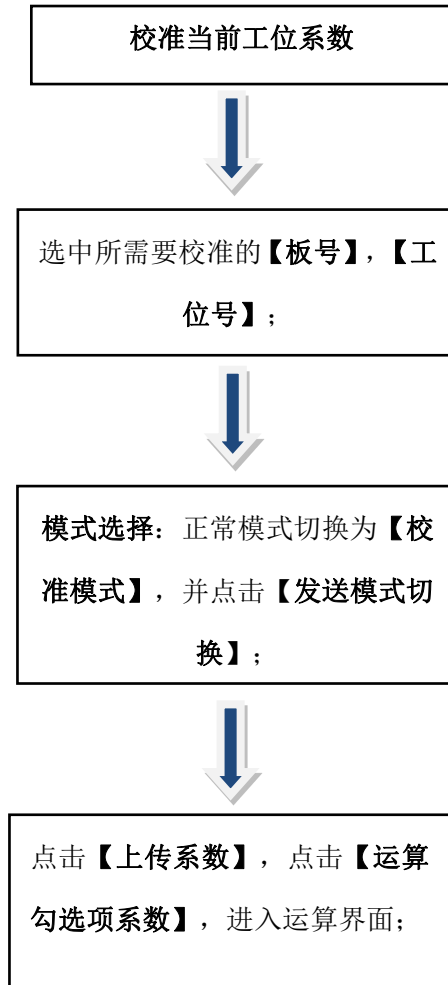 校准当前工位系数
选中所需要校准的【板号】，【工
位号】；
模式选择：正常模式切换为【校
准模式】，并点击【发送模式切
换】；
点击【上传系数】，点击【运算
勾选项系数】，进入运算界面；